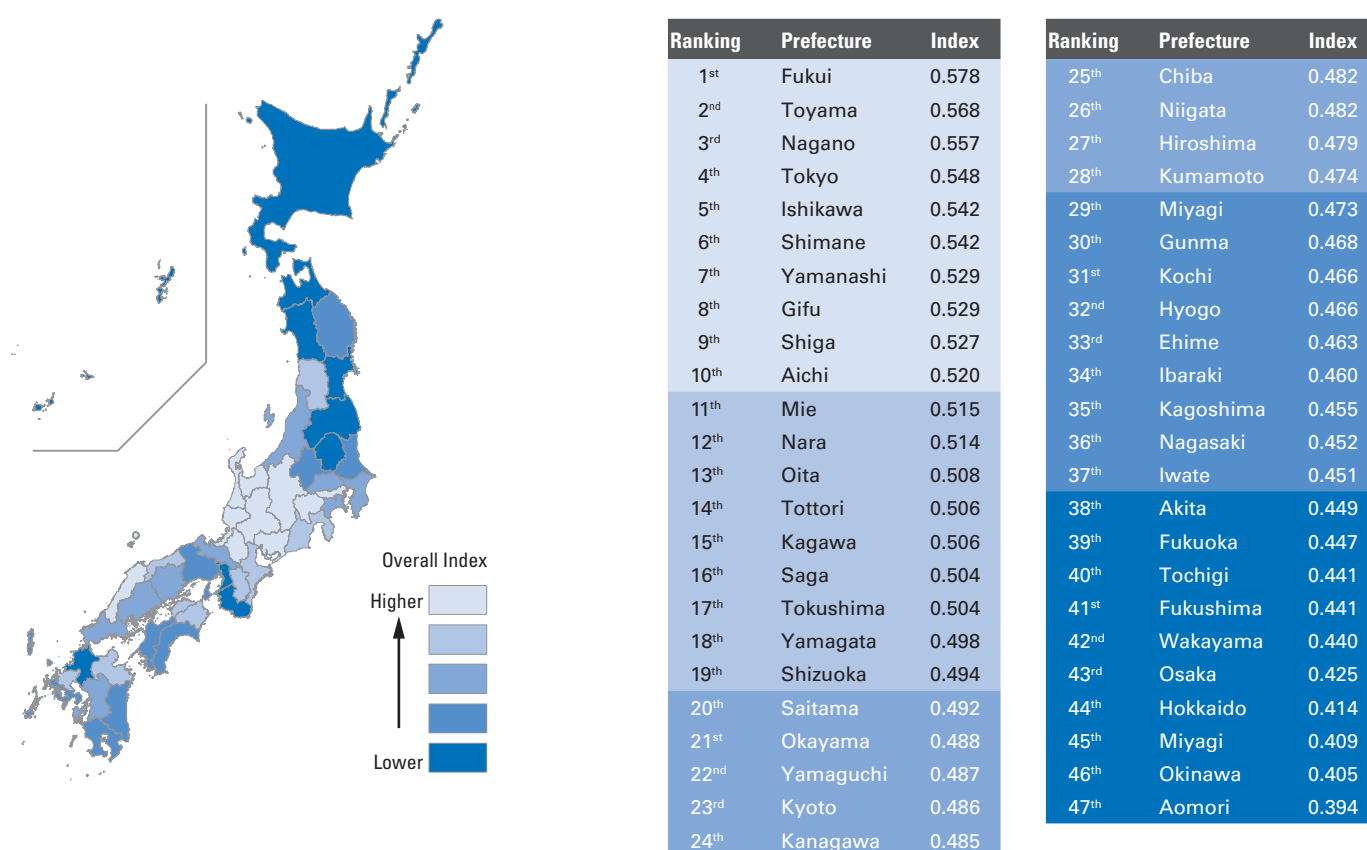 Overall Index
Higher
Lower
Ranking Prefecture Index
1st Fukui 0.578
2nd Toyama 0.568
3rd Nagano 0.557
4th Tokyo 0.548
5th Ishikawa 0.542
6th Shimane 0.542
7th Yamanashi 0.529
8th Gifu 0.529
9th Shiga 0.527
10th Aichi 0.520
11th Mie 0.515
12th Nara 0.514
13th Oita 0.508
14th Tottori 0.506
15th Kagawa 0.506
16th Saga 0.504
17th Tokushima 0.504
18th Yamagata 0.498
19th Shizuoka 0.494
20th Saitama 0.492
21st Okayama 0.488
22nd Yamaguchi 0.487
23rd Kyoto 0.486
24th Kanagawa 0.485
Ranking Prefecture Index
25th Chiba 0.482
26th Niigata 0.482
27th Hiroshima 0.479
28th Kumamoto 0.474
29th Miyagi 0.473
30th Gunma 0.468
31st Kochi 0.466
32nd Hyogo 0.466
33rd Ehime 0.463
34th Ibaraki 0.460
35th Kagoshima 0.455
36th Nagasaki 0.452
37th Iwate 0.451
38th Akita 0.449
39th Fukuoka 0.447
40th Tochigi 0.441
41st Fukushima 0.441
42nd Wakayama 0.440
43rd Osaka 0.425
44th Hokkaido 0.414
45th Miyagi 0.409
46th Okinawa 0.405
47th Aomori 0.394